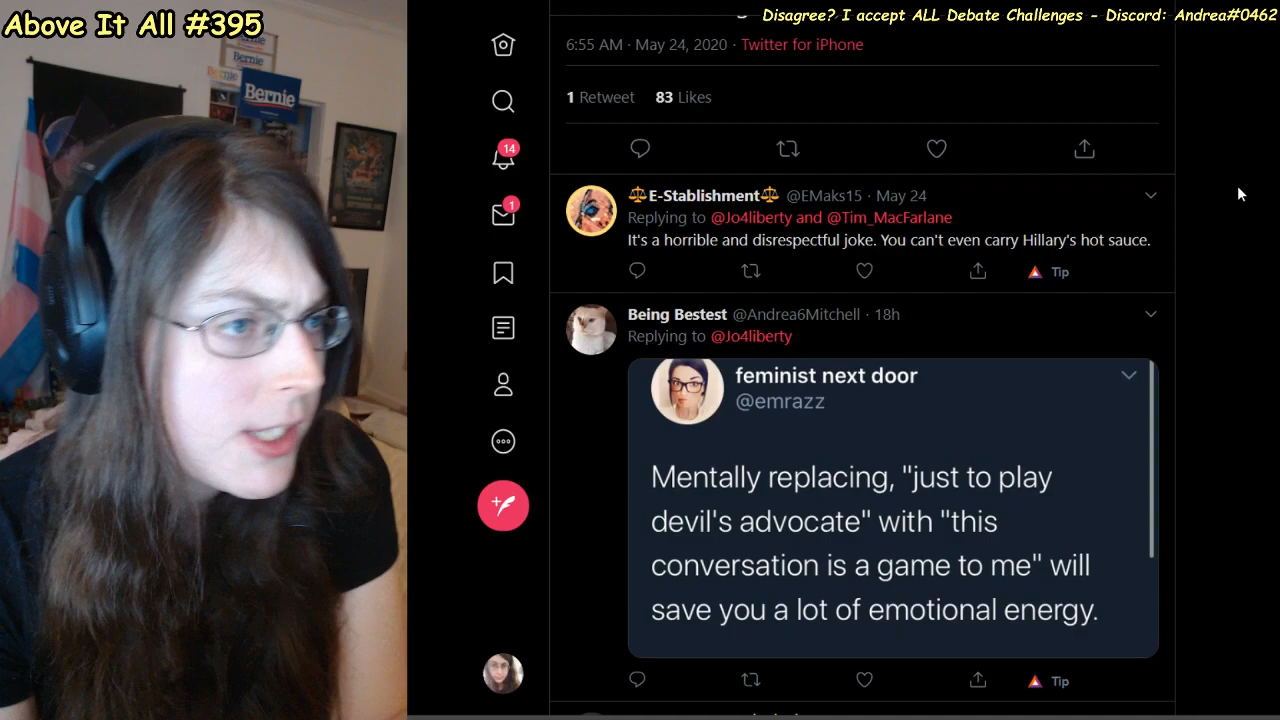 Above It All #395
Disagree? I accept ALL Debate Challenges - Discord: Andrea#0462
Bernie
Bernie
Bernie
6:55 AM · May 24, 2020 · Twitter for iPhone
1 Retweet 83 Likes
14
1
⚖️E-Stablishment⚖️ @EMaks15 · May 24
Replying to @Jo4liberty and @Tim_MacFarlane
It's a horrible and disrespectful joke. You can't even carry Hillary's hot sauce.
Tip
Being Bestest @Andrea6Mitchell · 18h
Replying to @Jo4liberty
feminist next door
@emrazz
Mentally replacing, "just to play
devil's advocate" with "this
conversation is a game to me" will
save you a lot of emotional energy.
Tip